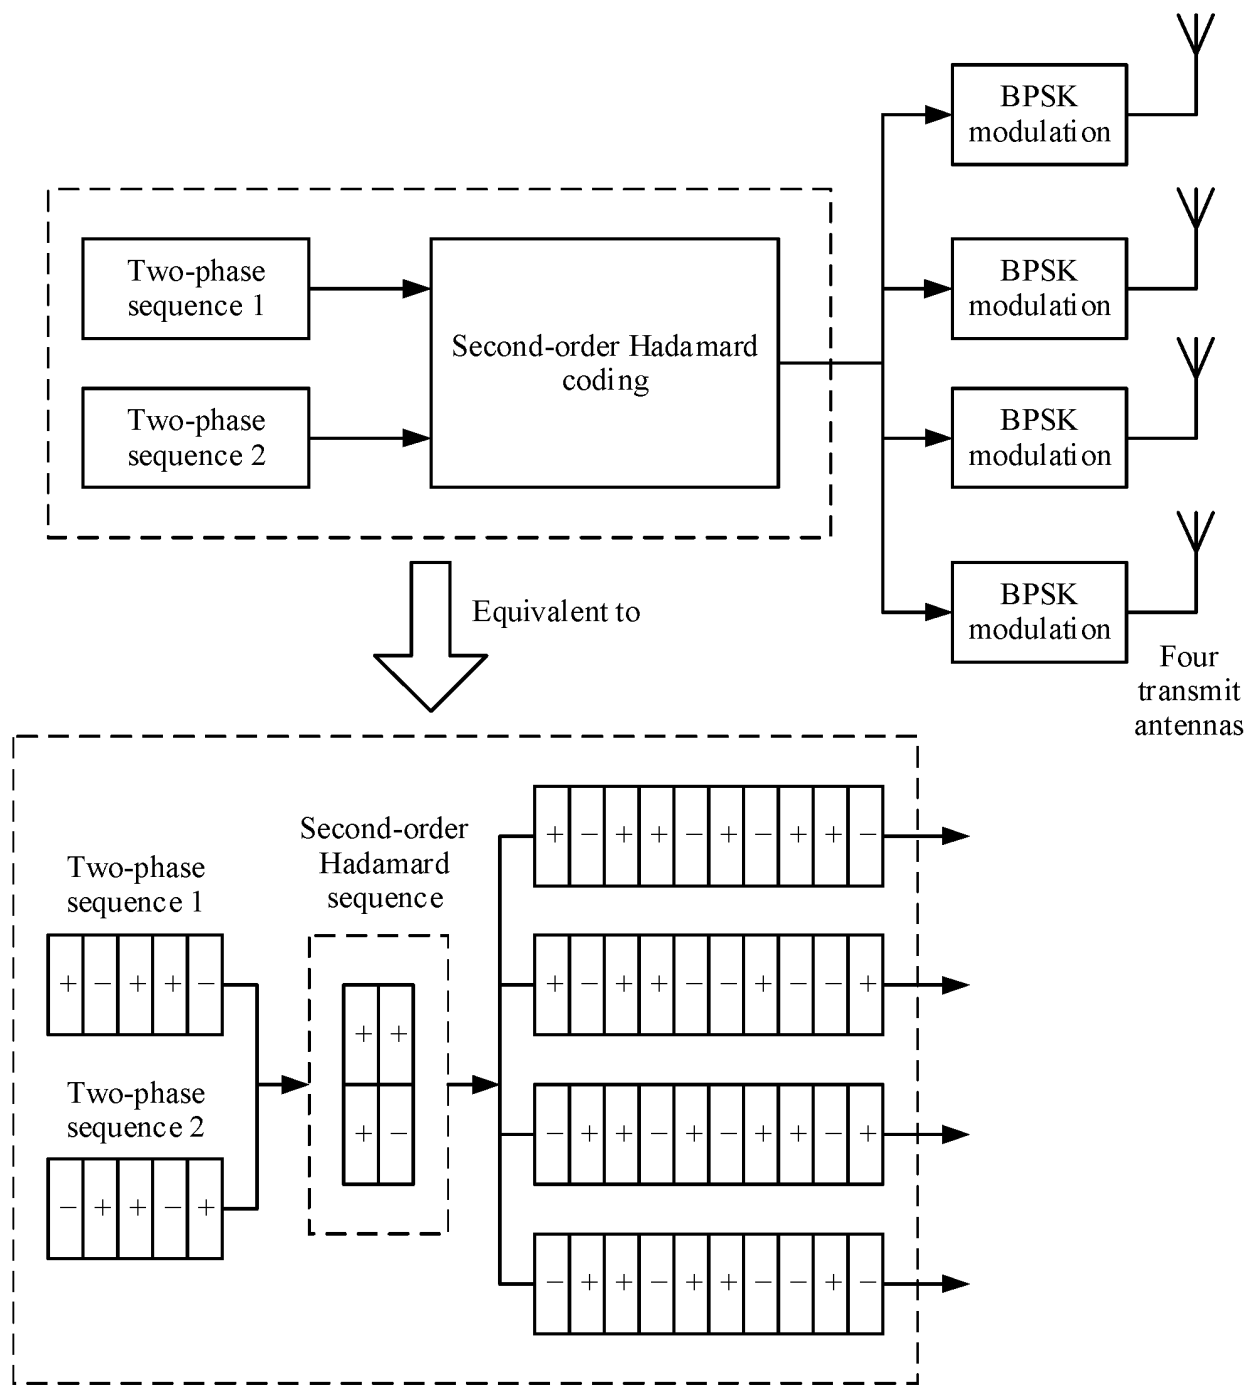 BPSK
modulation
Two-phase
sequence 1
BPSK
modulation
Second-order Hadamard
coding
Two-phase
sequence 2
BPSK
modulation
BPSK
modulation
Equivalent to
Four
transmit
antennas
Two-phase
sequence 1
+ − + + −
Two-phase
sequence 2
− + + − +
Second-order
Hadamard
sequence
+ +
+ −
+ − + + − + − + + −
+ − + + − − + − − +
− + + − + − + + − +
− + + − + + − − + −